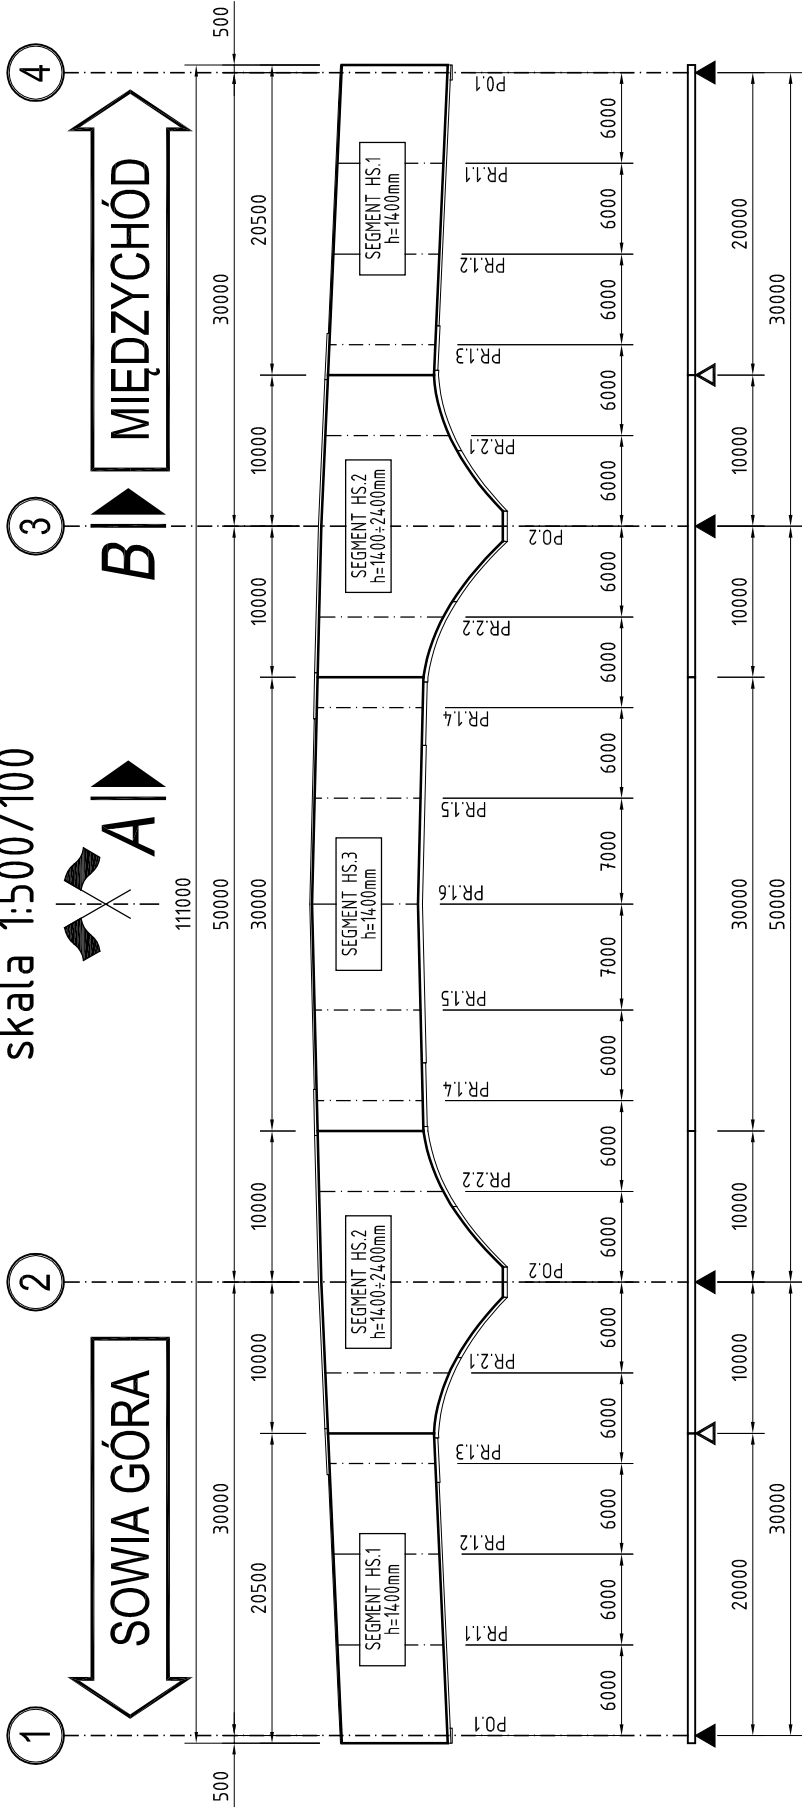 skala 1:500/100
1 2 3 4
SOWIA GÓRA A B MIĘDZYCHÓD
111000
500 30000 50000 30000 500
20500 10000 10000 30000 10000 10000 20500
SEGMENT HS.1
h=1400mm
SEGMENT HS.2
h=1400÷2400mm
SEGMENT HS.3
h=1400mm
SEGMENT HS.2
h=1400÷2400mm
SEGMENT HS.1
h=1400mm
P0.1 PR.1.1 PR.1.2 PR.1.3 PR.2.1 P0.2 PR.2.2 PR.1.4 PR.1.5 PR.1.6 PR.1.5 PR.1.4 PR.2.2 P0.2 PR.2.1 PR.1.3 PR.1.2 PR.1.1 P0.1
6000 6000 6000 6000 6000 6000 6000 6000 7000 7000 6000 6000 6000 6000 6000 6000 6000 6000
20000 10000 10000 30000 10000 10000 20000
30000 50000 30000